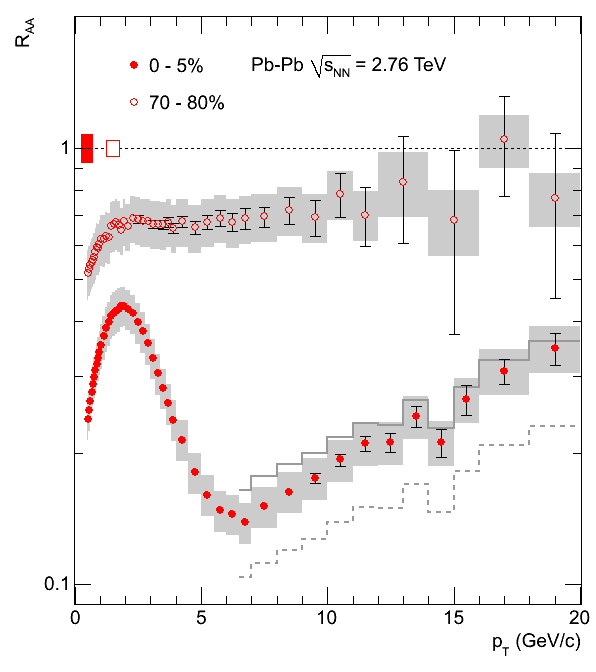 R_AA
0 - 5%
Pb-Pb √s_NN = 2.76 TeV
70 - 80%
1
0.1
0 5 10 15 20
p_T (GeV/c)